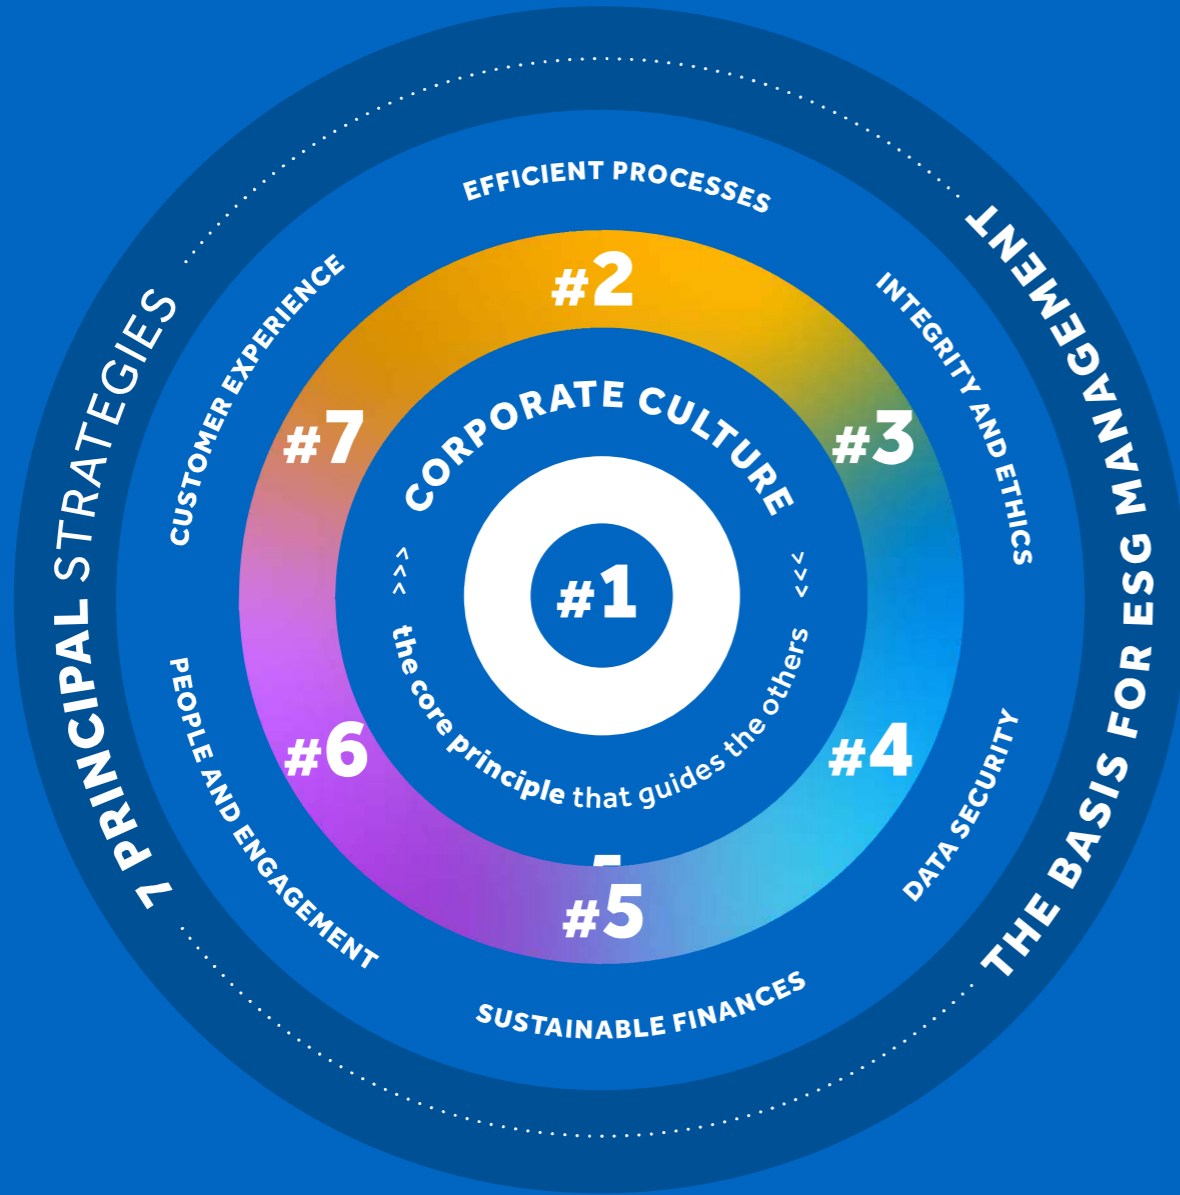 7 PRINCIPAL STRATEGIES
THE BASIS FOR ESG MANAGEMENT
EFFICIENT PROCESSES
#2
INTEGRITY AND ETHICS
#3
DATA SECURITY
#4
SUSTAINABLE FINANCES
#5
PEOPLE AND ENGAGEMENT
#6
CUSTOMER EXPERIENCE
#7
CORPORATE CULTURE
#1
>>> the core principle that guides the others >>>